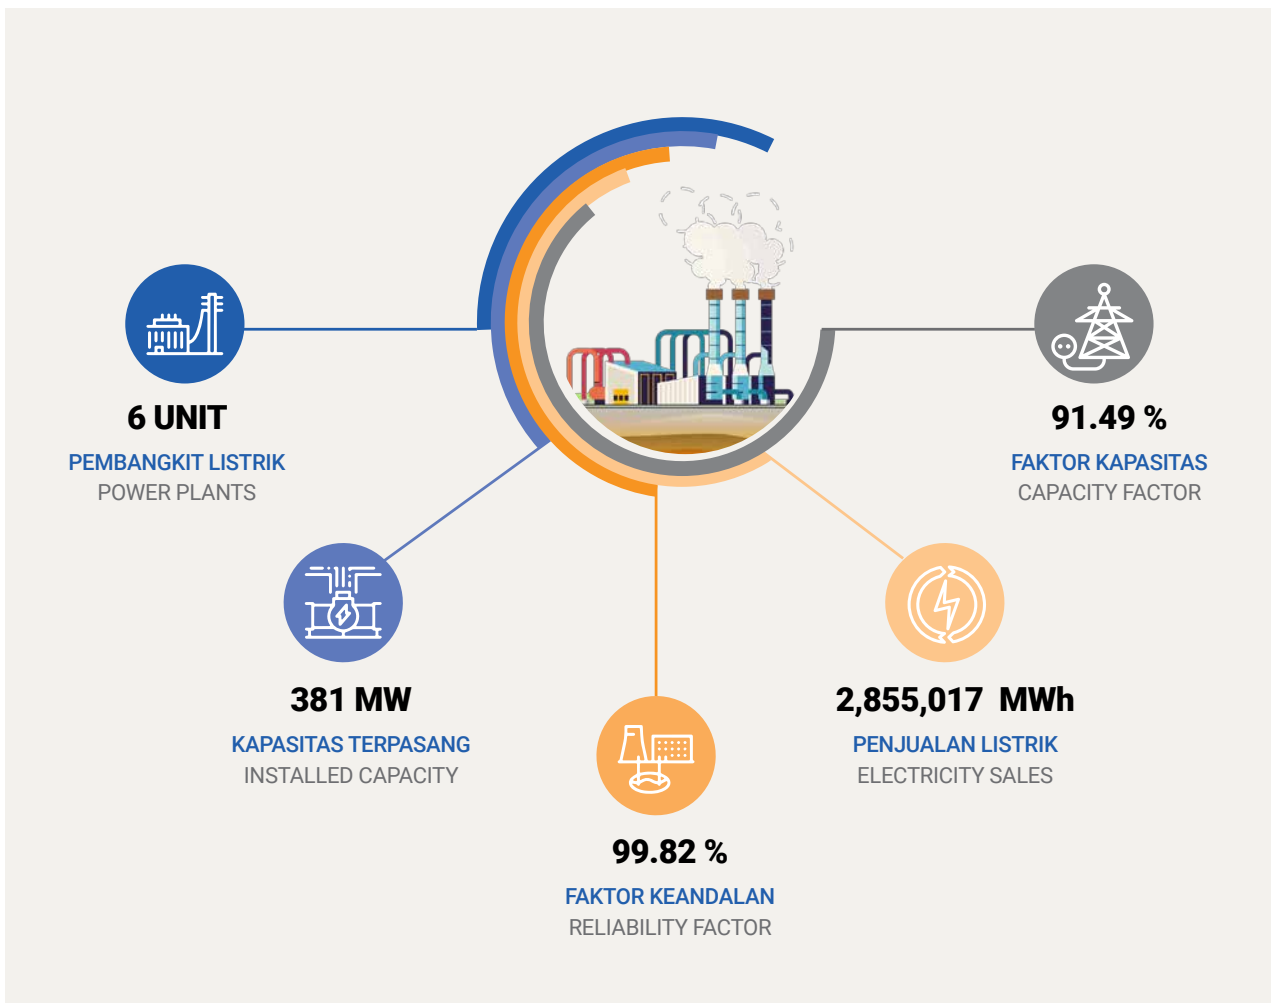 6 UNIT
PEMBANGKIT LISTRIK
POWER PLANTS
381 MW
KAPASITAS TERPASANG
INSTALLED CAPACITY
99.82 %
FAKTOR KEANDALAN
RELIABILITY FACTOR
2,855,017 MWh
PENJUALAN LISTRIK
ELECTRICITY SALES
91.49 %
FAKTOR KAPASITAS
CAPACITY FACTOR